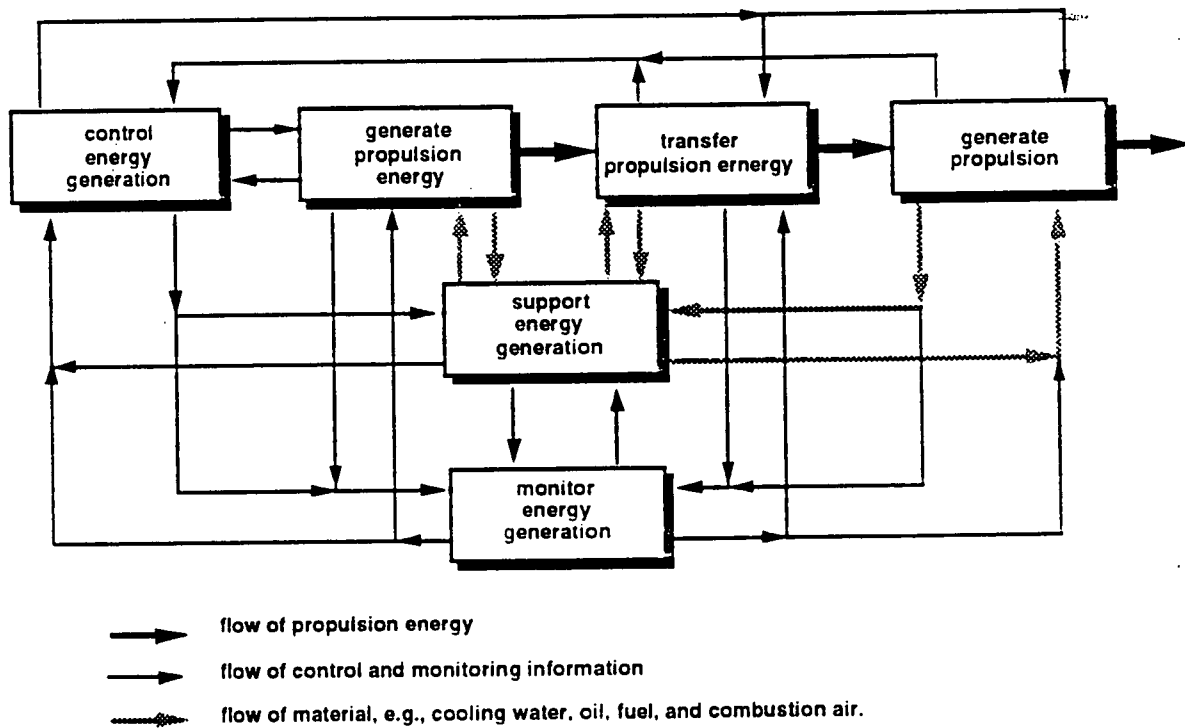 control
energy
generation
generate
propulsion
energy
transfer
propulsion ernergy
generate
propulsion
support
energy
generation
monitor
energy
generation
flow of propulsion energy
flow of control and monitoring information
flow of material, e.g., cooling water, oil, fuel, and combustion air.